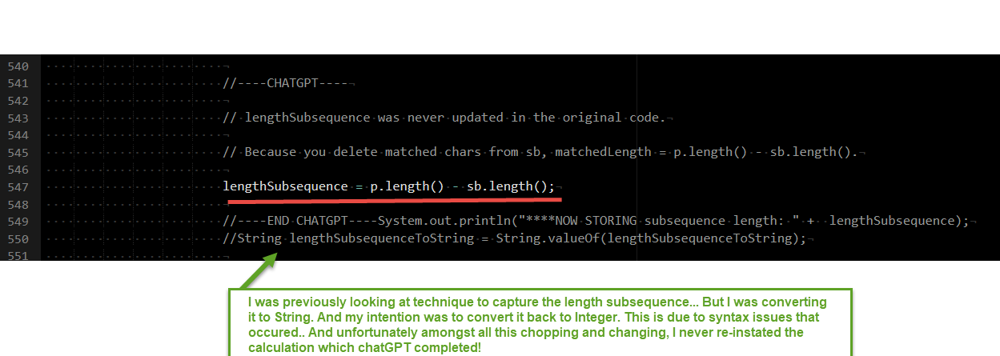 540
541 //----CHATGPT----
542
543 // lengthSubsequence was never updated in the original code.
544
545 // Because you delete matched chars from sb, matchedLength = p.length() - sb.length().
546
547 lengthSubsequence = p.length() - sb.length();
548
549 //----END CHATGPT----System.out.println("****NOW STORING subsequence length: " +  lengthSubsequence);
550 //String lengthSubsequenceToString = String.valueOf(lengthSubsequenceToString);
551
I was previously looking at technique to capture the length subsequence... But I was converting
it to String. And my intention was to convert it back to Integer. This is due to syntax issues that
occured.. And unfortunately amongst all this chopping and changing, I never re-instated the
calculation which chatGPT completed!